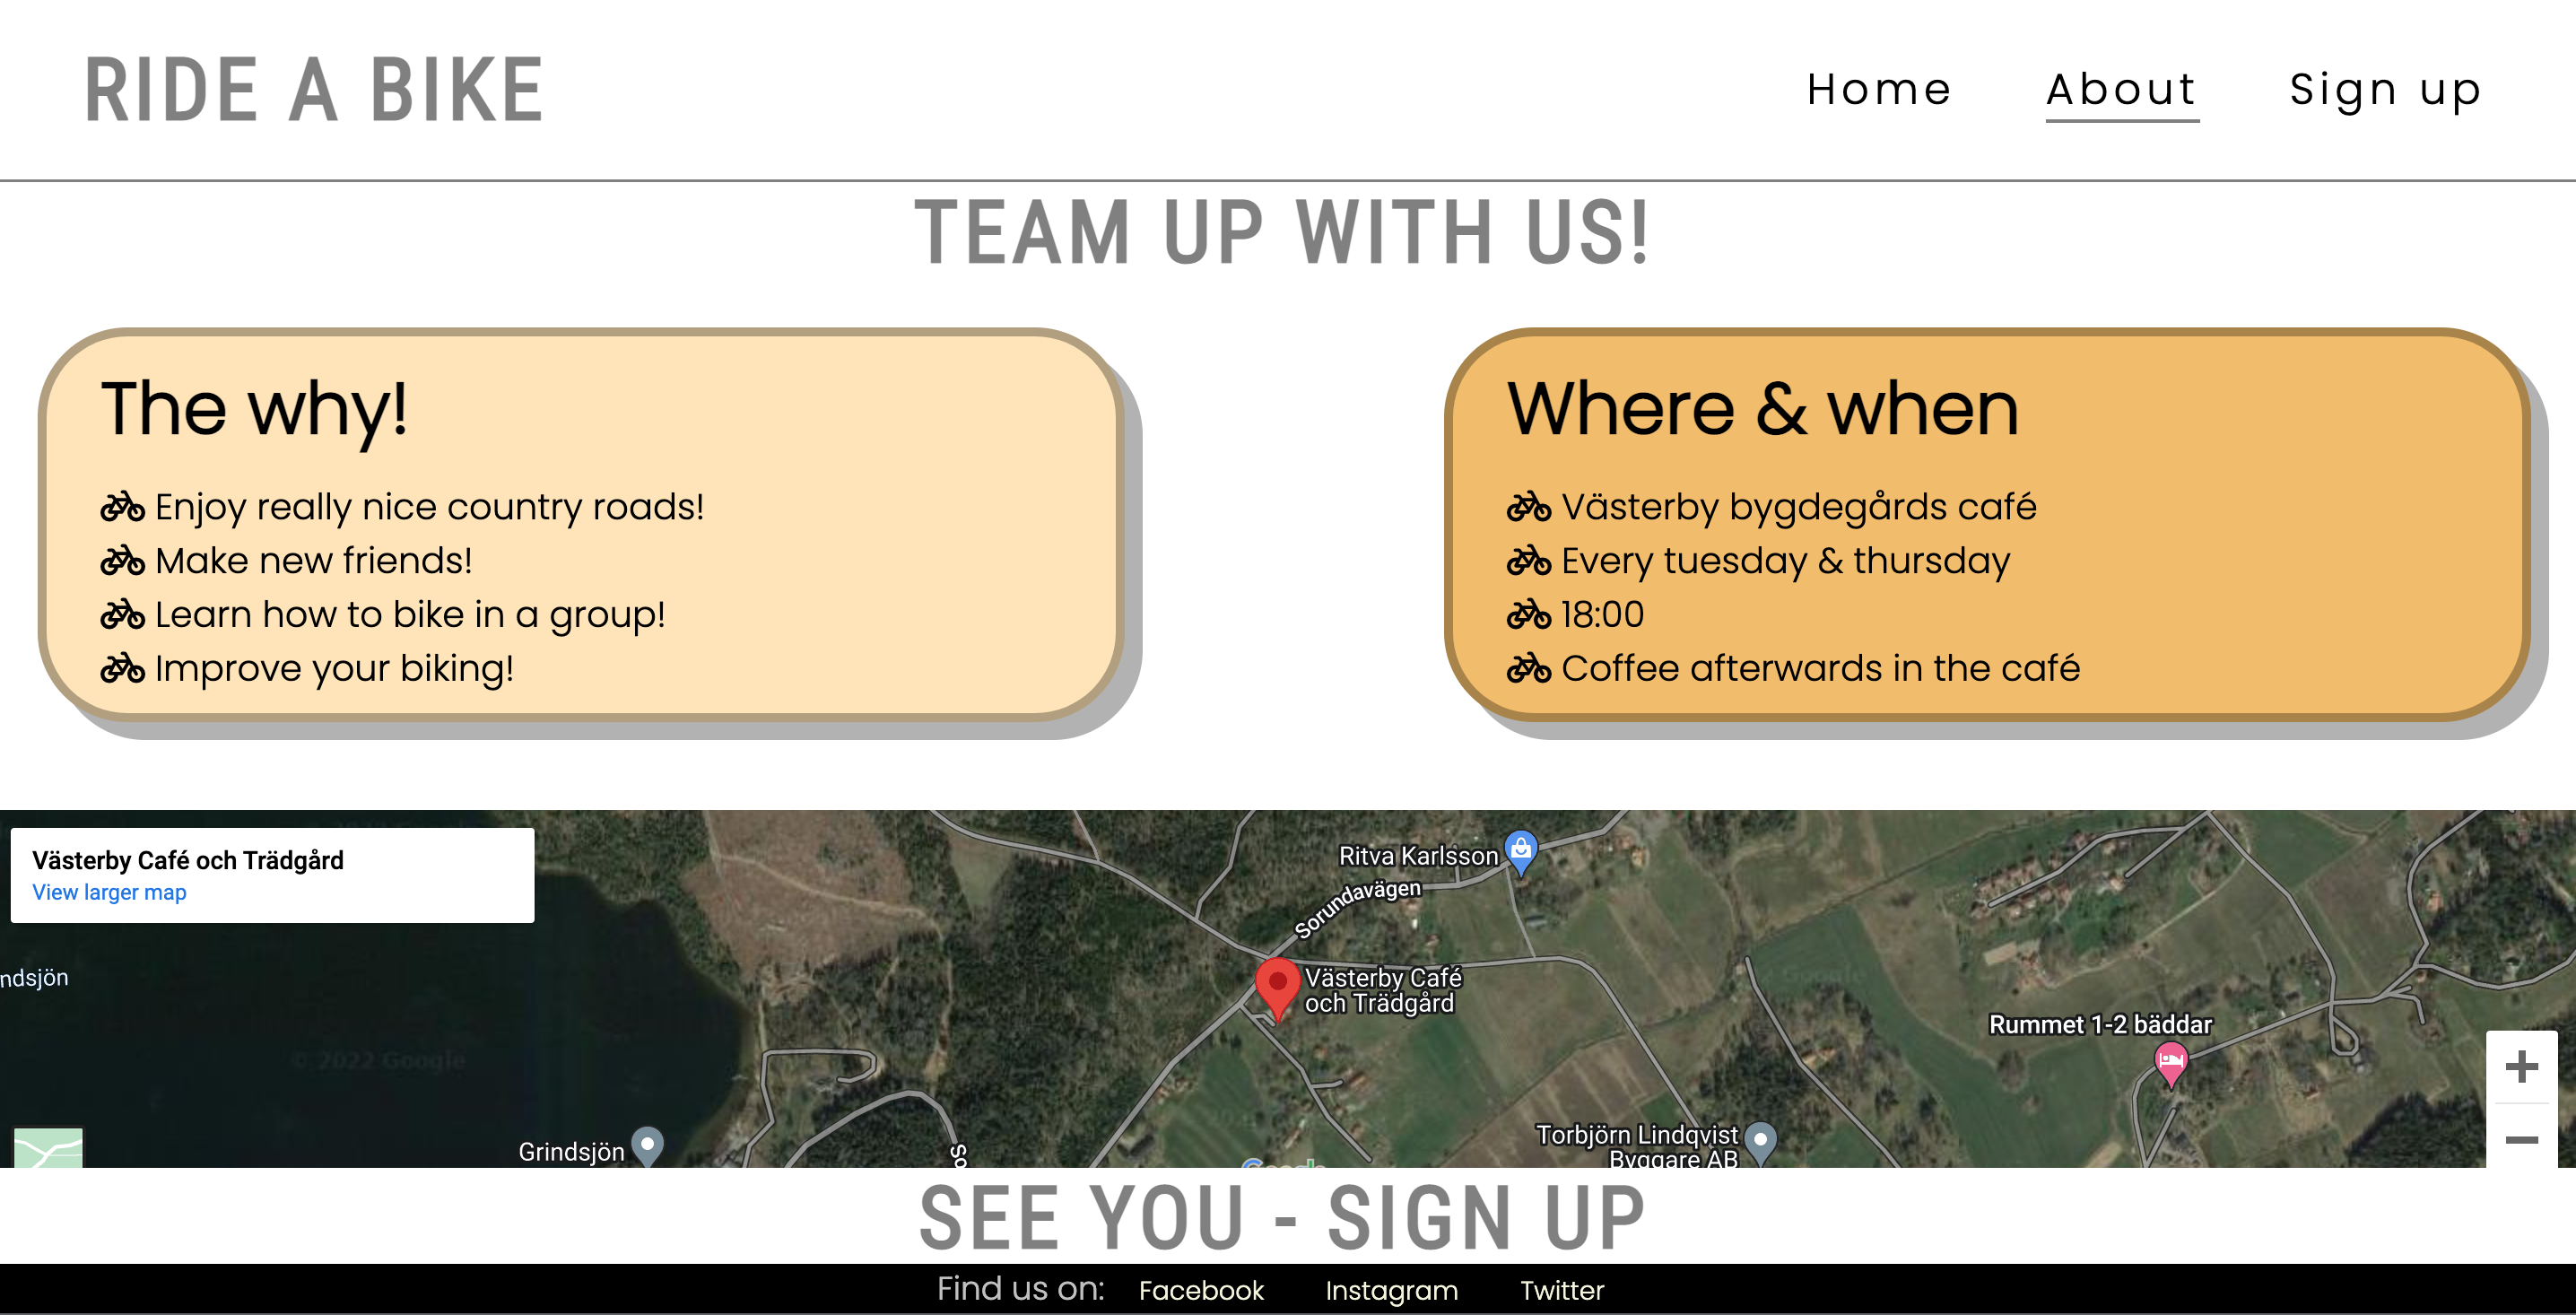 RIDE A BIKE
Home About Sign up
TEAM UP WITH US!
The why!
Enjoy really nice country roads!
Make new friends!
Learn how to bike in a group!
Improve your biking!
Where & when
Västerby bygdegårds café
Every tuesday & thursday
18:00
Coffee afterwards in the café
Västerby Café och Trädgård
View larger map
Ritva Karlsson
Sorundavägen
ndsjön
Västerby Café
och Trädgård
Rummet 1-2 bäddar
© 2022 Google
Torbjörn Lindqvist
Byggare AB
Grindsjön
So
Google
SEE YOU - SIGN UP
Find us on: Facebook Instagram Twitter